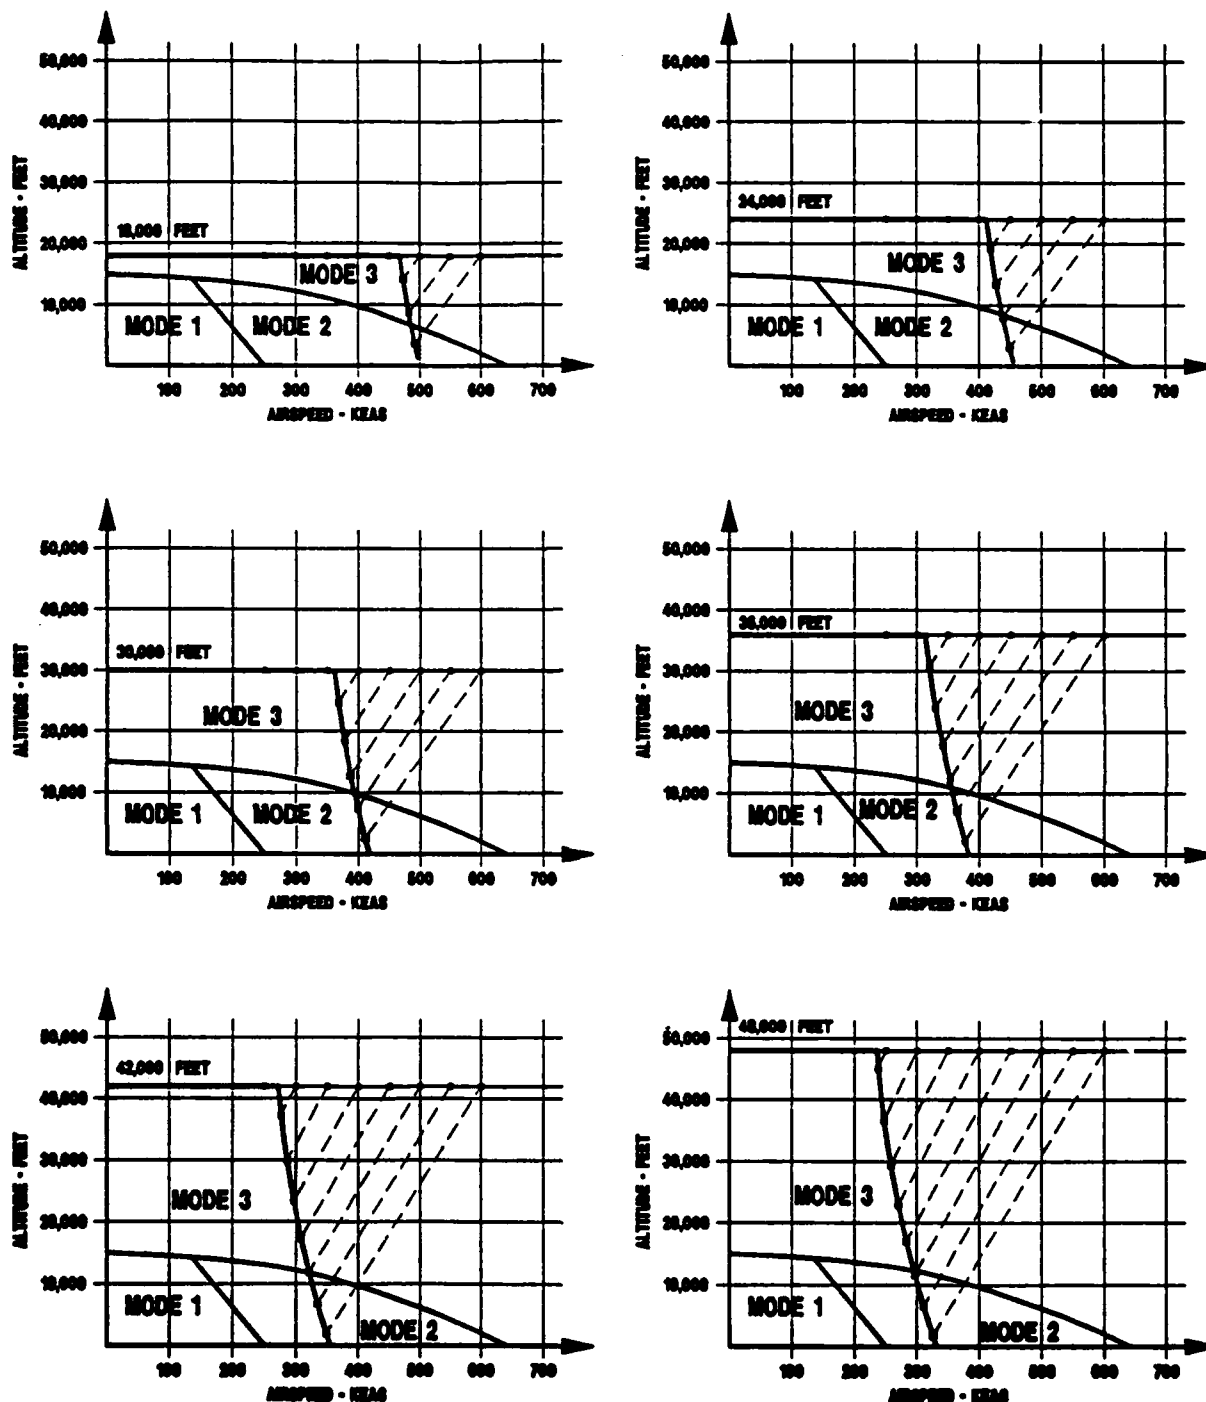 50,000
40,000
30,000
20,000
10,000
ALTITUDE - FEET
18,000 FEET
MODE 3
MODE 1
MODE 2
100 200 300 400 500 600 700
AIRSPEED - KEAS
50,000
40,000
30,000
20,000
10,000
ALTITUDE - FEET
24,000 FEET
MODE 3
MODE 1
MODE 2
100 200 300 400 500 600 700
AIRSPEED - KEAS
50,000
40,000
30,000
20,000
10,000
ALTITUDE - FEET
30,000 FEET
MODE 3
MODE 1
MODE 2
100 200 300 400 500 600 700
AIRSPEED - KEAS
50,000
40,000
30,000
20,000
10,000
ALTITUDE - FEET
36,000 FEET
MODE 3
MODE 1
MODE 2
100 200 300 400 500 600 700
AIRSPEED - KEAS
50,000
40,000
30,000
20,000
10,000
ALTITUDE - FEET
42,000 FEET
MODE 3
MODE 1
MODE 2
100 200 300 400 500 600 700
AIRSPEED - KEAS
50,000
40,000
30,000
20,000
10,000
ALTITUDE - FEET
48,000 FEET
MODE 3
MODE 1
MODE 2
100 200 300 400 500 600 700
AIRSPEED - KEAS